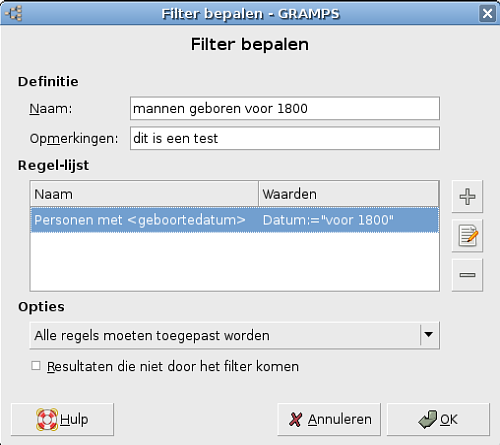 Filter bepalen - GRAMPS
Filter bepalen
Definitie
Naam: mannen geboren voor 1800
Opmerkingen: dit is een test
Regel-lijst
Naam Waarden
Personen met <geboortedatum> Datum:="voor 1800"
Opties
Alle regels moeten toegepast worden
Resultaten die niet door het filter komen
Hulp Annuleren OK